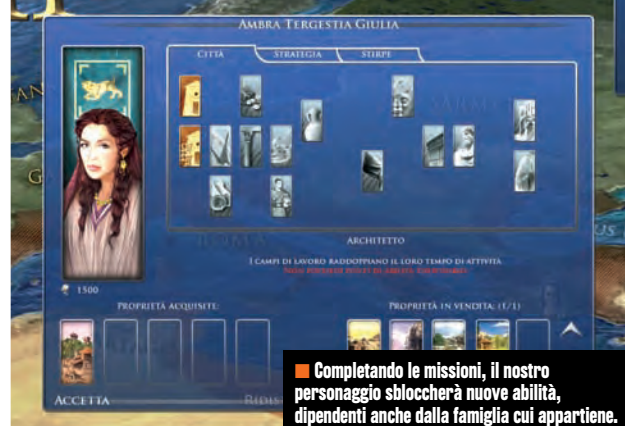 AMBRA TERGESTIA GIULIA
CITTÀ STRATEGIA STIRPE
ARCHITETTO
I CAMPI DI LAVORO RADDOPPIANO IL LORO TEMPO DI ATTIVITÀ
1500
PROPRIETÀ ACQUISITE:
PROPRIETÀ IN VENDITA: (1/1)
ACCETTA
■ Completando le missioni, il nostro
personaggio sbloccherà nuove abilità,
dipendenti anche dalla famiglia cui appartiene.